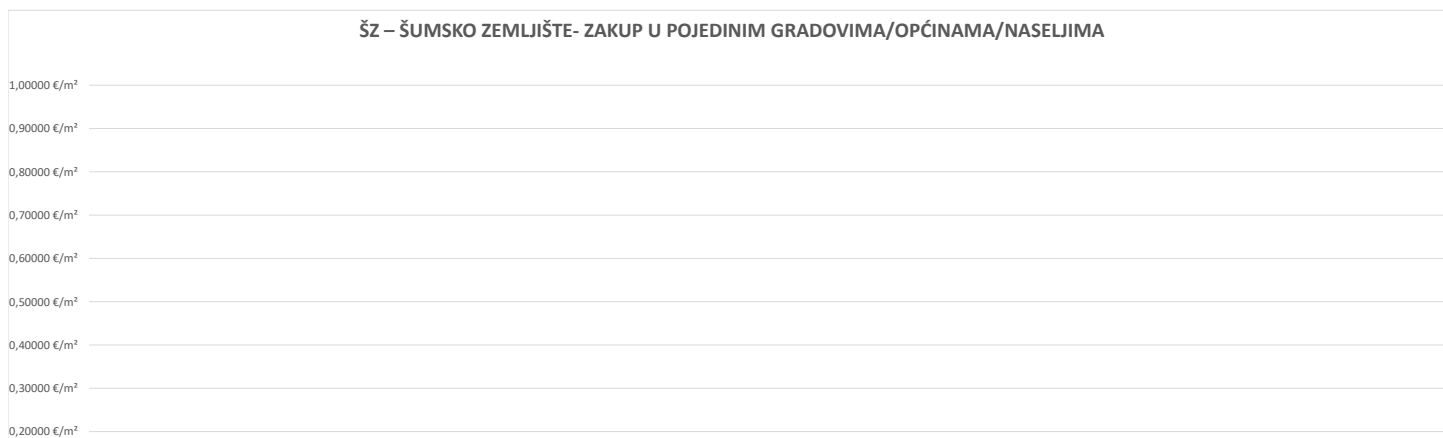 ŠZ – ŠUMSKO ZEMLJIŠTE- ZAKUP U POJEDINIM GRADOVIMA/OPĆINAMA/NASELJIMA
1,00000 €/m²
0,90000 €/m²
0,80000 €/m²
0,70000 €/m²
0,60000 €/m²
0,50000 €/m²
0,40000 €/m²
0,30000 €/m²
0,20000 €/m²